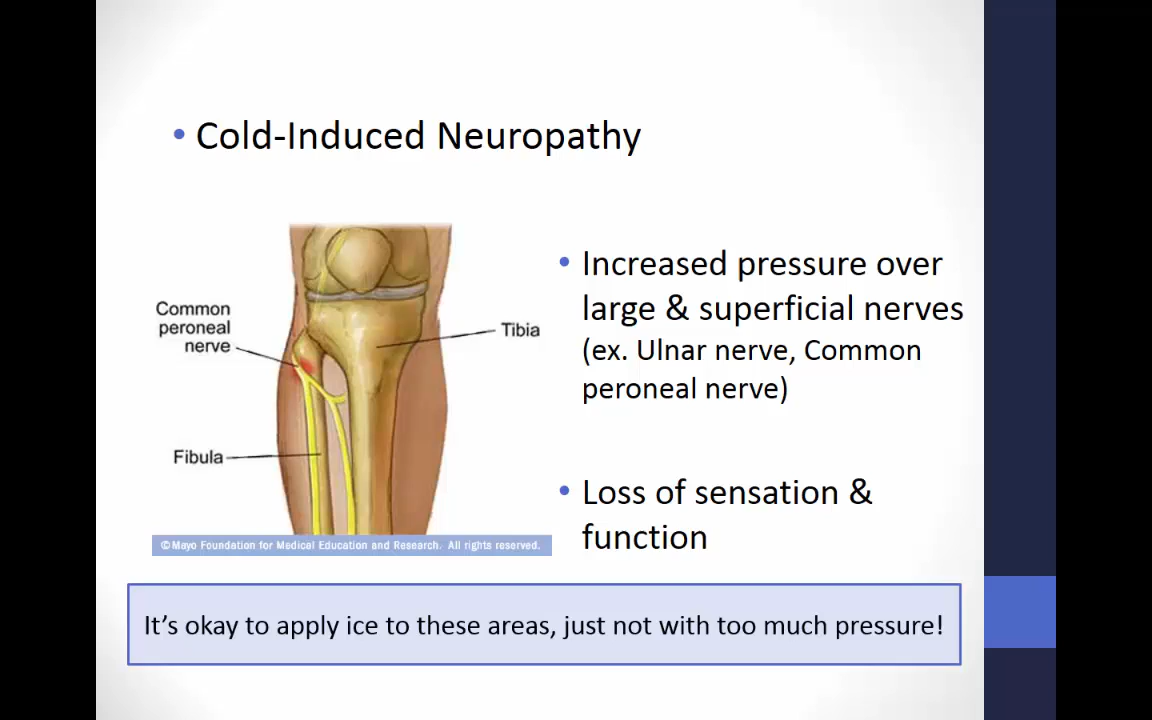 • Cold-Induced Neuropathy
Common
peroneal
nerve
Tibia
Fibula
©Mayo Foundation for Medical Education and Research. All rights reserved.
• Increased pressure over
large & superficial nerves
(ex. Ulnar nerve, Common
peroneal nerve)
• Loss of sensation &
function
It's okay to apply ice to these areas, just not with too much pressure!